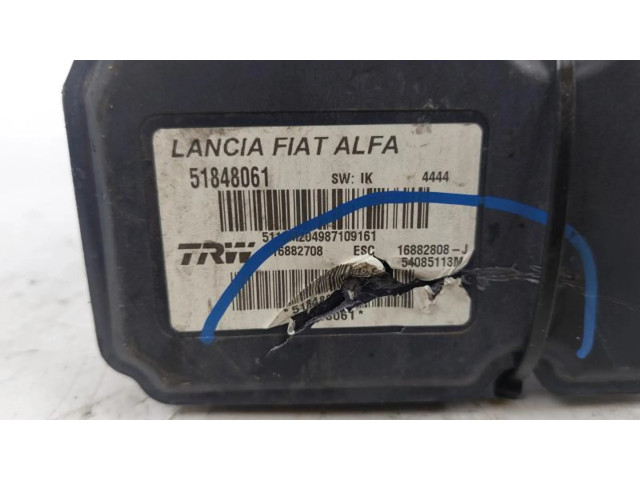 LANCIA FIAT ALFA
51848061 SW: IK 4444
TRW 16882708 ESC 16882808-J
54085113M